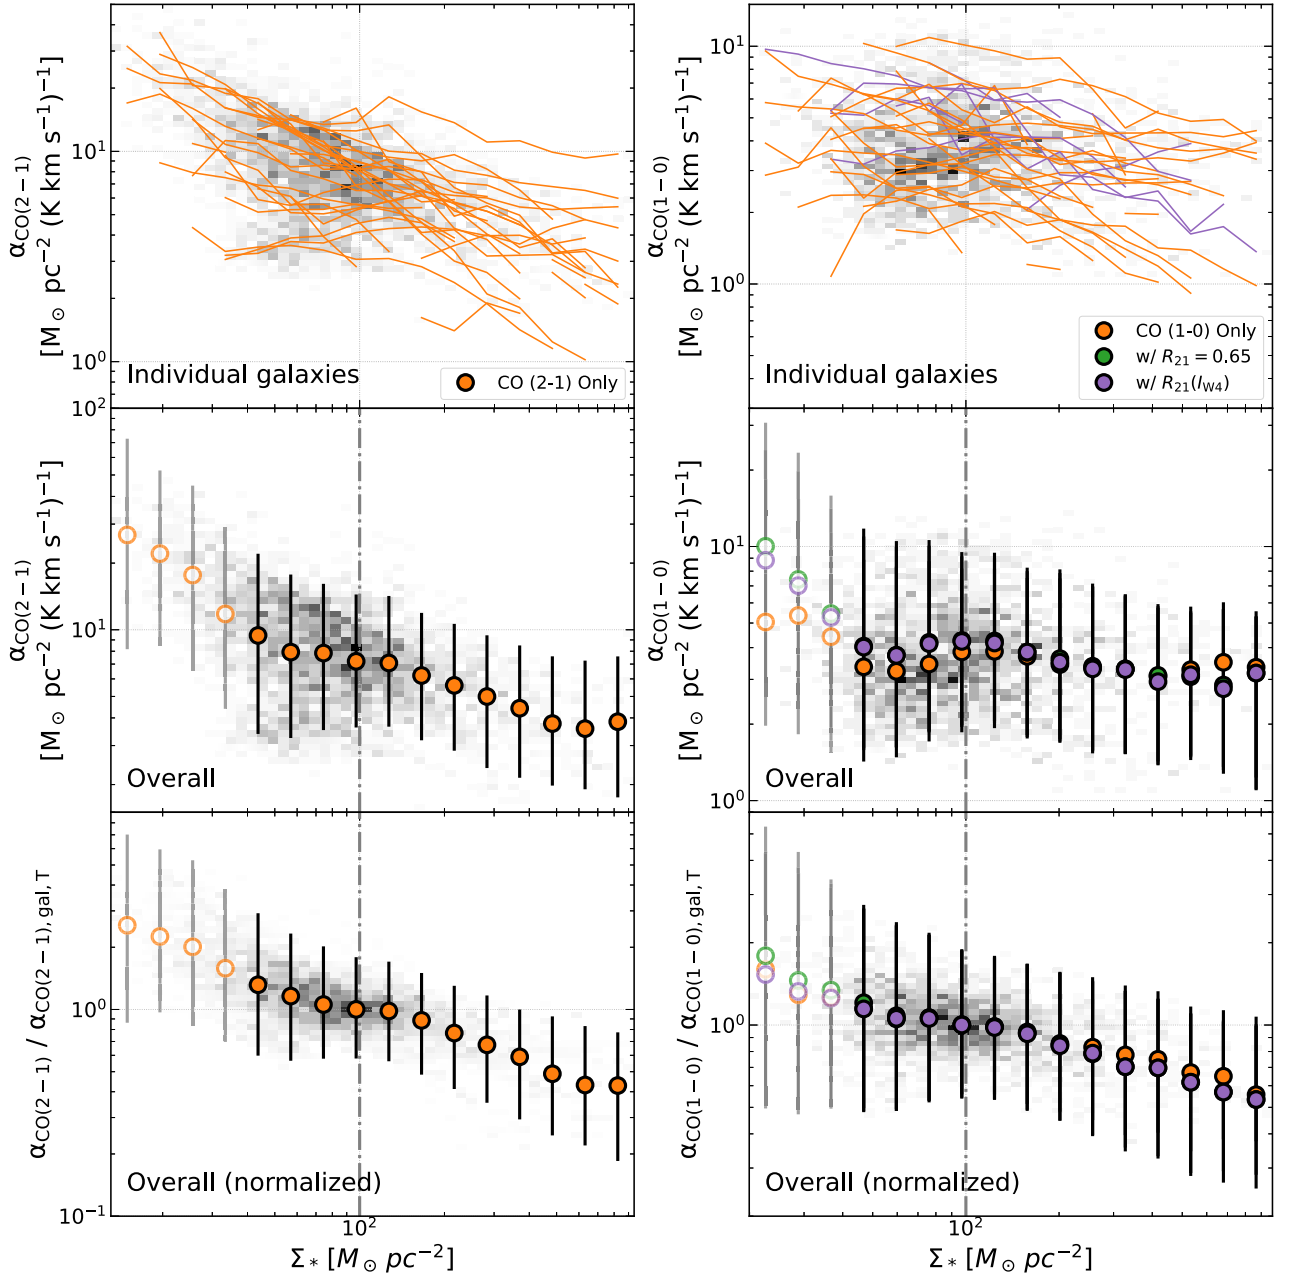 α_CO(2−1)
[M_⊙ pc^−2 (K km s^−1)^−1]
10^1
10^0
Individual galaxies
CO (2-1) Only
α_CO(1−0)
[M_⊙ pc^−2 (K km s^−1)^−1]
10^1
10^0
Individual galaxies
CO (1-0) Only
w/ R_21 = 0.65
w/ R_21(I_W4)
α_CO(2−1)
[M_⊙ pc^−2 (K km s^−1)^−1]
10^2
10^1
Overall
α_CO(1−0)
[M_⊙ pc^−2 (K km s^−1)^−1]
10^1
10^0
Overall
α_CO(2−1) / α_CO(2−1), gal, T
10^0
10^−1
Overall (normalized)
10^2
Σ_* [M_⊙ pc^−2]
α_CO(1−0) / α_CO(1−0), gal, T
10^0
Overall (normalized)
10^2
Σ_* [M_⊙ pc^−2]